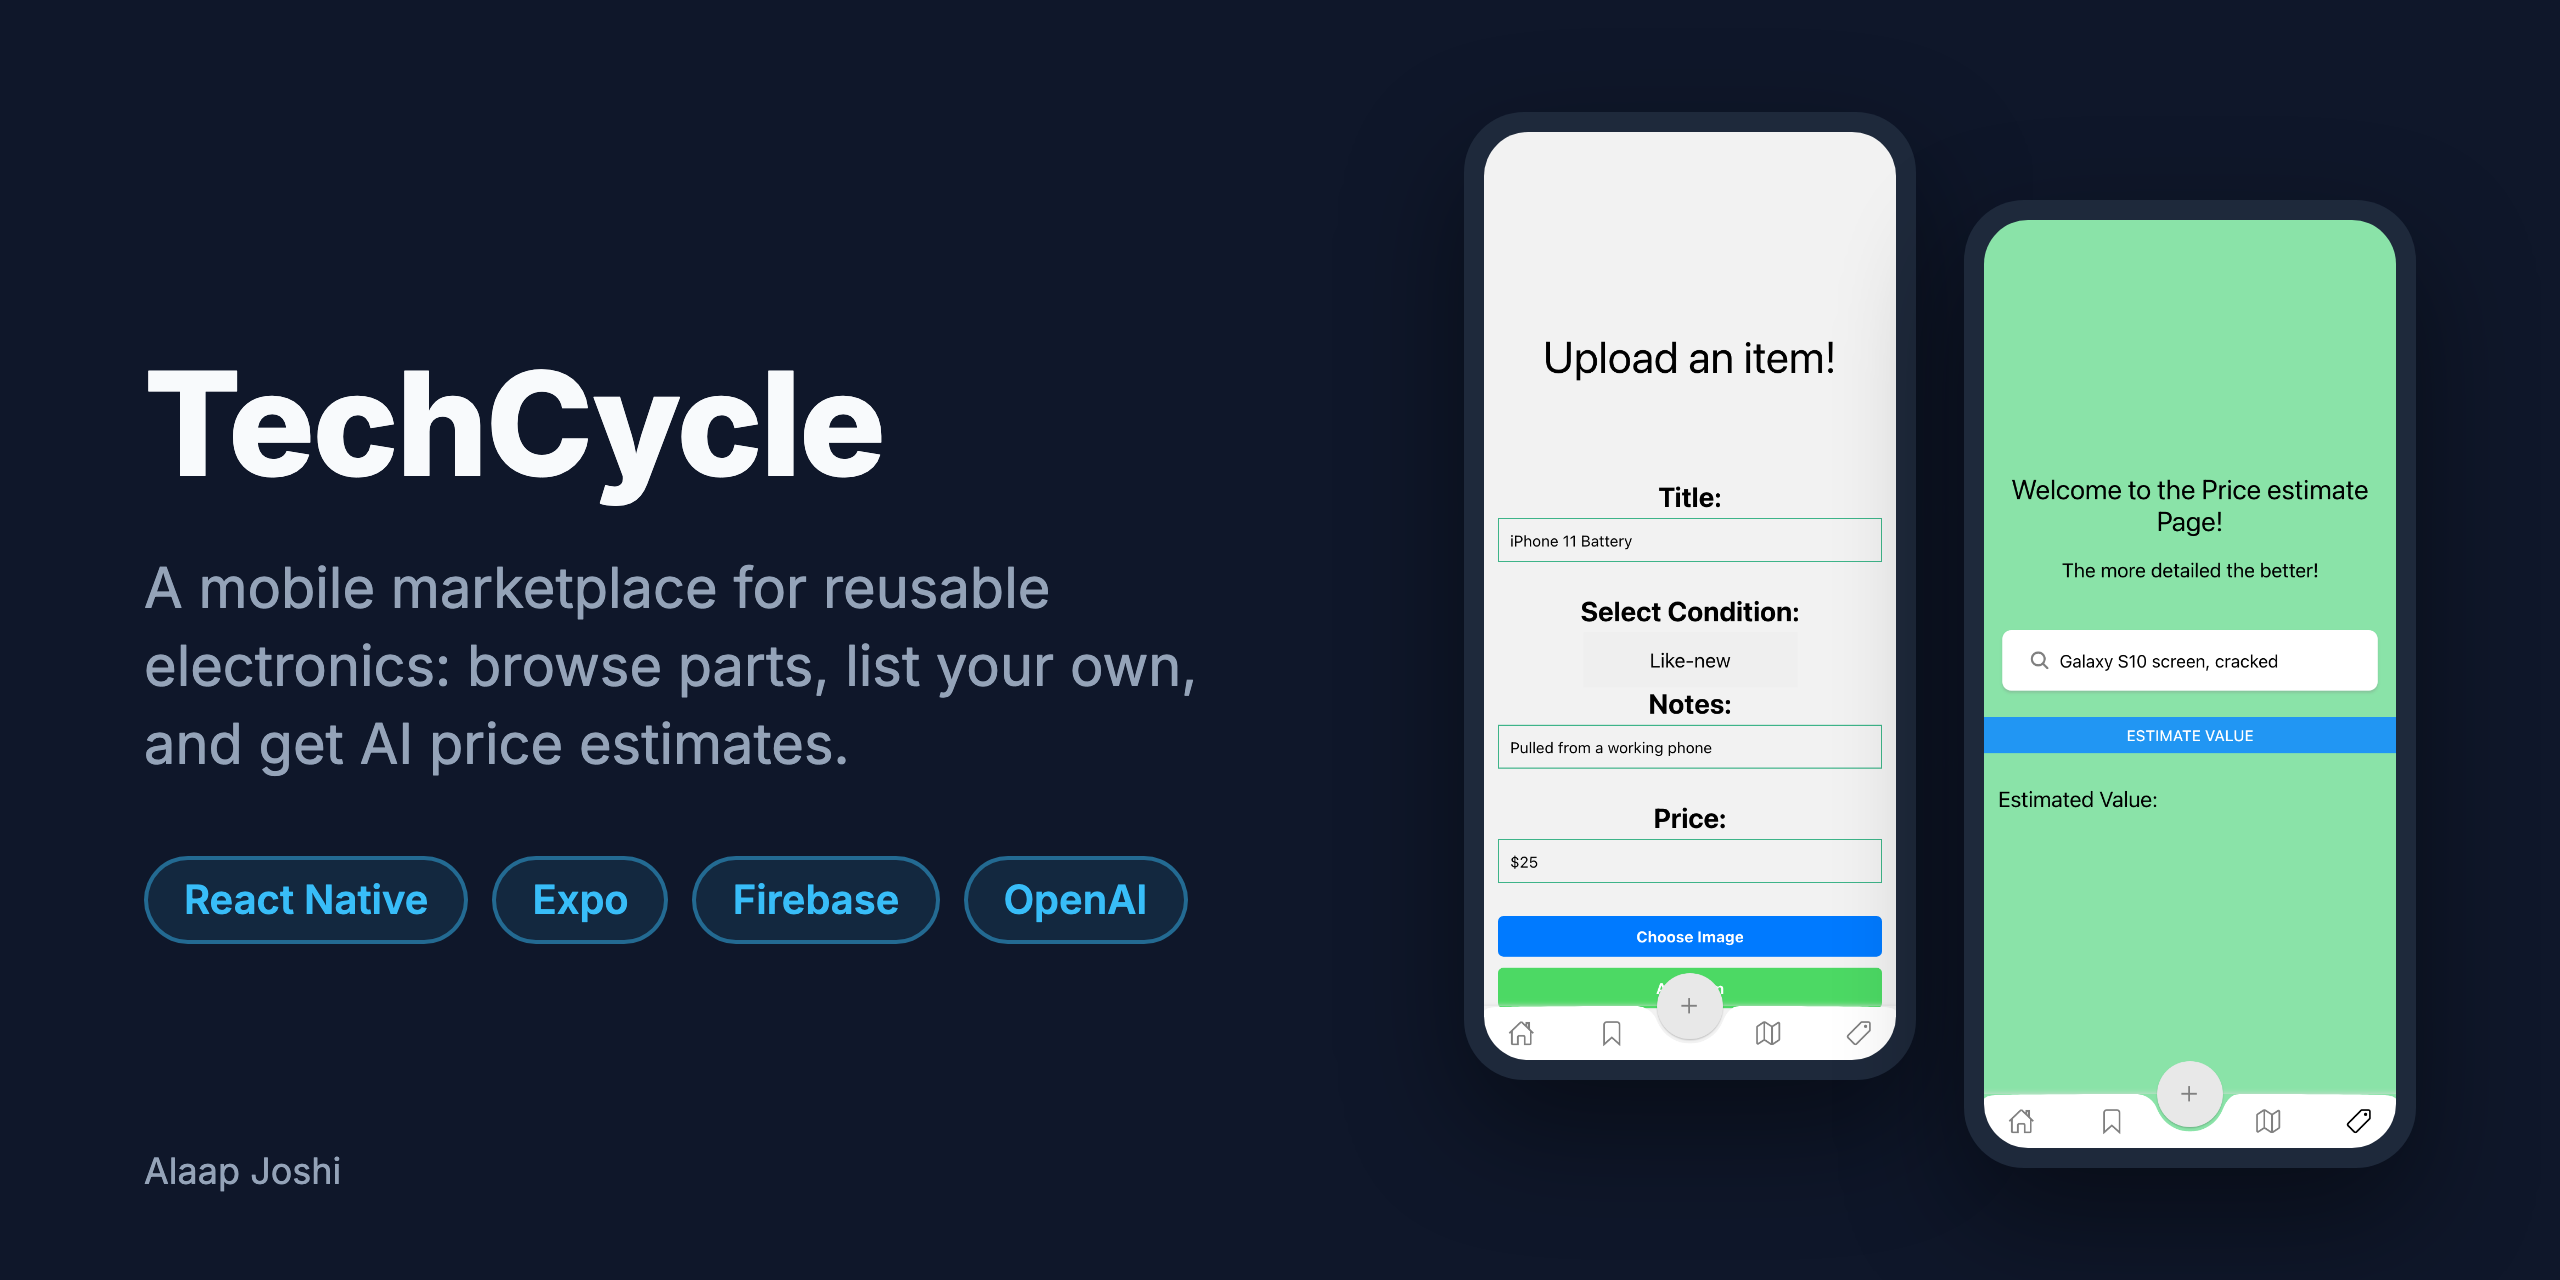 TechCycle
A mobile marketplace for reusable
electronics: browse parts, list your own,
and get AI price estimates.
React Native
Expo
Firebase
OpenAI
Alaap Joshi
Upload an item!
Title:
iPhone 11 Battery
Select Condition:
Like-new
Notes:
Pulled from a working phone
Price:
$25
Choose Image
Welcome to the Price estimate
Page!
The more detailed the better!
Galaxy S10 screen, cracked
ESTIMATE VALUE
Estimated Value: